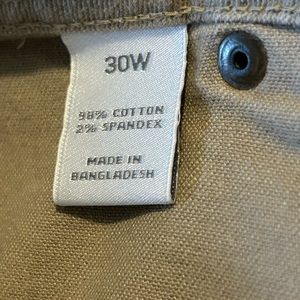 30W
98% COTTON
2% SPANDEX
MADE IN
BANGLADESH